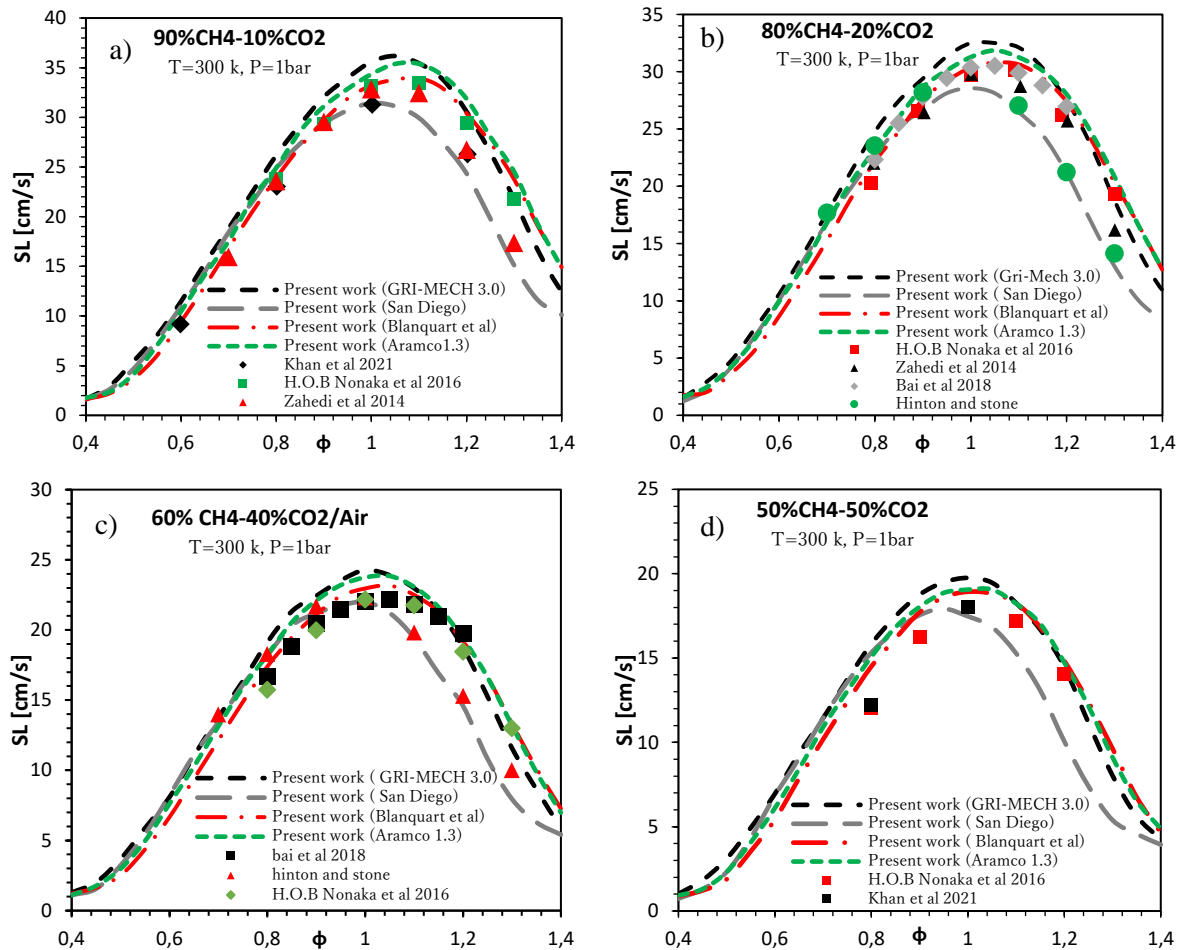 a)
90%CH4-10%CO2
T=300 k, P=1bar
SL [cm/s]
40
35
30
25
20
15
10
5
0
0,4
0,6
0,8
1
1,2
1,4
ϕ
Present work (GRI-MECH 3.0)
Present work (San Diego)
Present work (Blanquart et al)
Present work (Aramco1.3)
Khan et al 2021
H.O.B Nonaka et al 2016
Zahedi et al 2014
b)
80%CH4-20%CO2
T=300 k, P=1bar
SL [cm/s]
35
30
25
20
15
10
5
0
0,4
0,6
0,8
1
1,2
1,4
ϕ
Present work (Gri-Mech 3.0)
Present work ( San Diego)
Present work (Blanquart et al)
Present work (Aramco 1.3)
H.O.B Nonaka et al 2016
Zahedi et al 2014
Bai et al 2018
Hinton and stone
c)
60% CH4-40%CO2/Air
T=300 k, P=1bar
SL [cm/s]
30
25
20
15
10
5
0
0,4
0,6
0,8
1
1,2
1,4
ϕ
Present work ( GRI-MECH 3.0)
Present work ( San Diego)
Present work (Blanquart et al)
Present work (Aramco 1.3)
bai et al 2018
hinton and stone
H.O.B Nonaka et al 2016
d)
50%CH4-50%CO2
T=300 k, P=1bar
SL [cm/s]
25
20
15
10
5
0
0,4
0,6
0,8
1
1,2
1,4
ϕ
Present work (GRI-MECH 3.0)
Present work ( San Diego)
Present work ( Blanquart et al)
Present work (Aramco 1.3)
H.O.B Nonaka et al 2016
Khan et al 2021